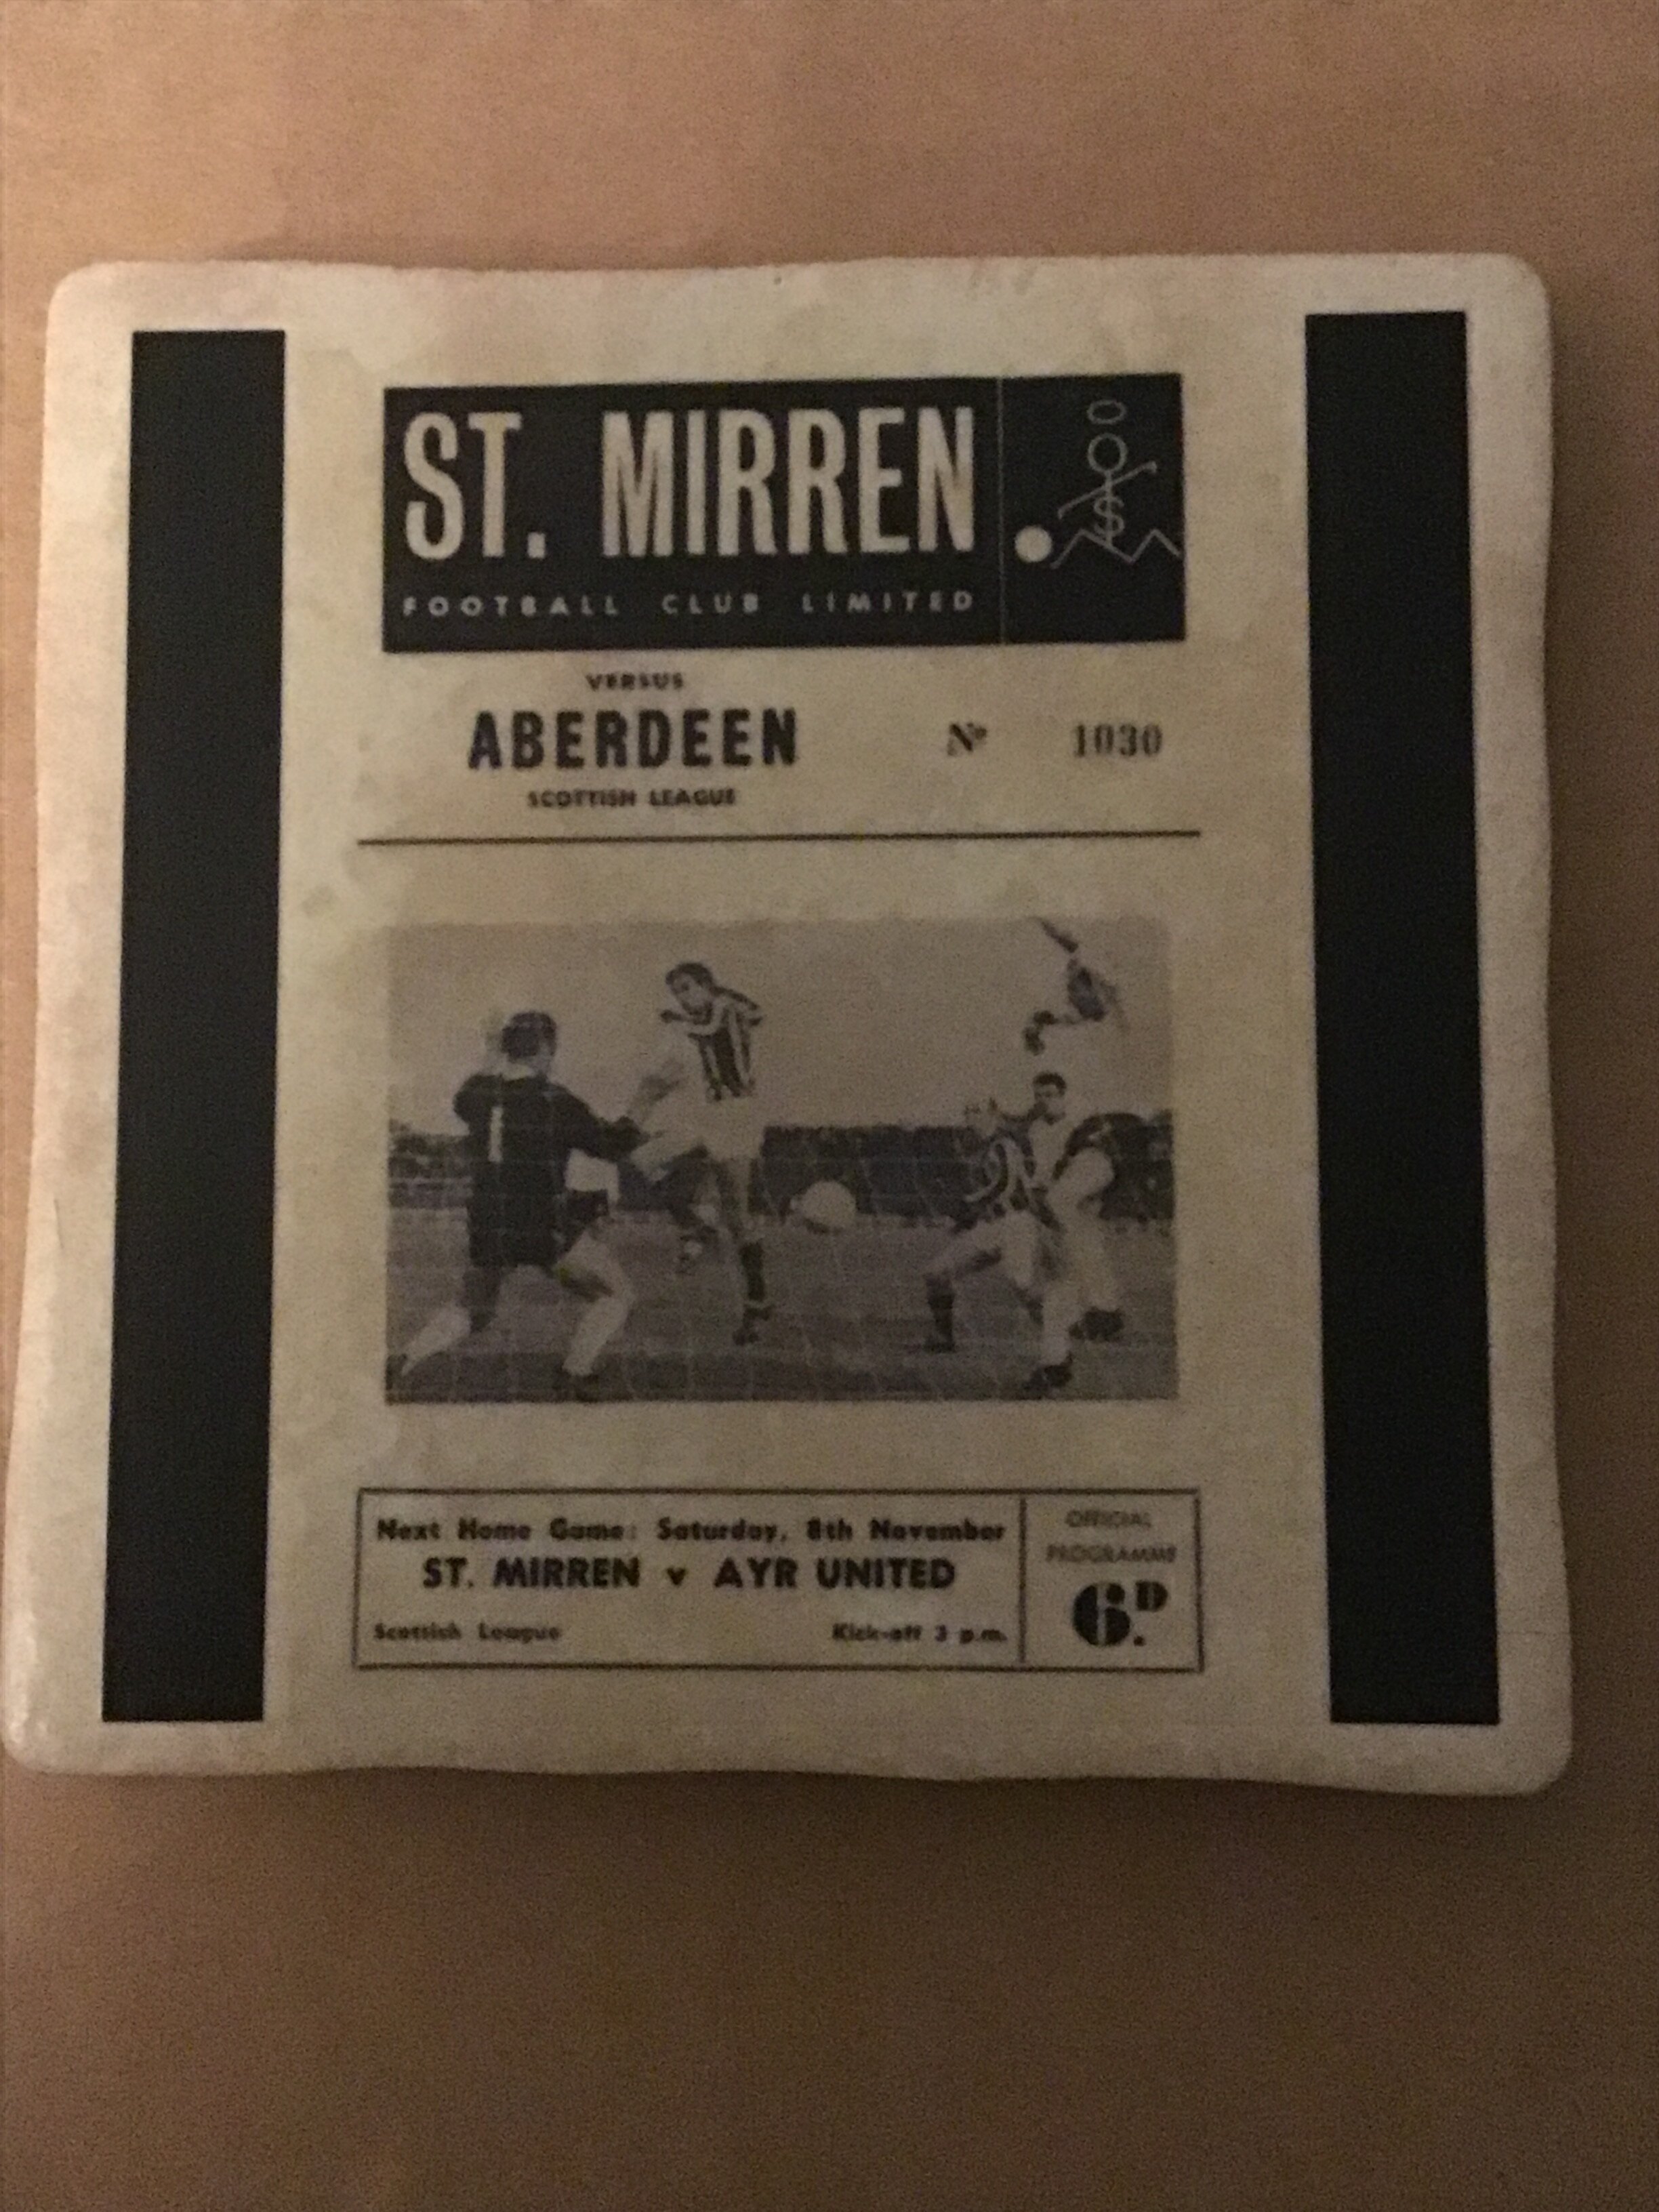 ST. MIRREN
FOOTBALL CLUB LIMITED
VERSUS
ABERDEEN
SCOTTISH LEAGUE
Nº 1030
1
Next Home Game: Saturday, 8th November
ST. MIRREN v AYR UNITED
Scottish League Kick-off 3 p.m.
OFFICIAL
PROGRAMME
6D.